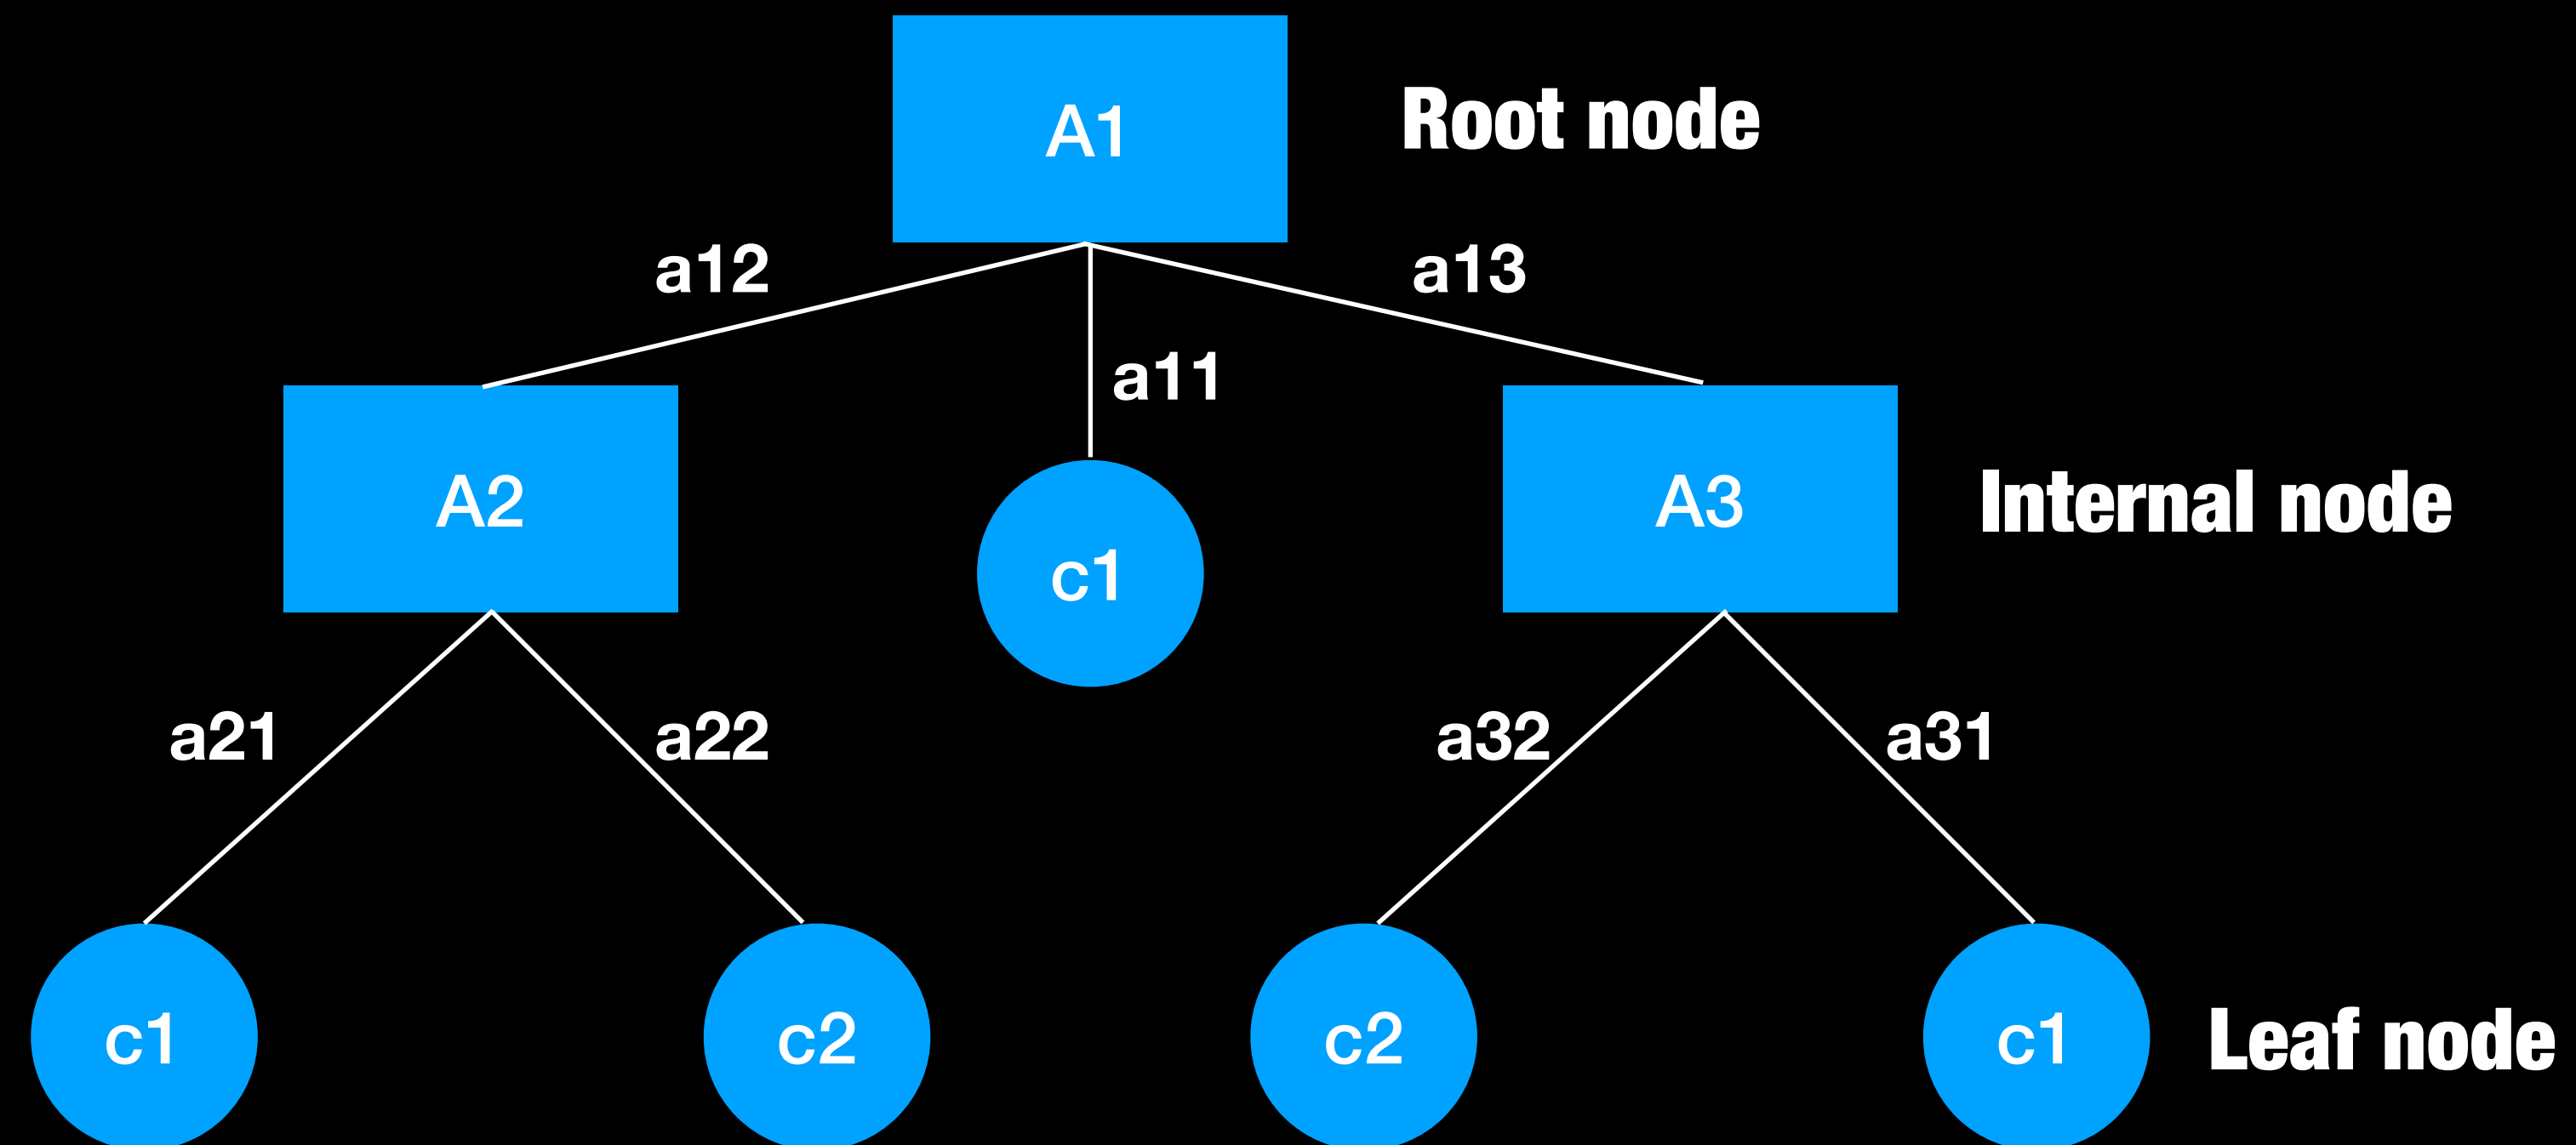 A1
Root node
a12
a13
a11
A2
A3
Internal node
c1
a21
a22
a32
a31
c1
c2
c2
c1
Leaf node